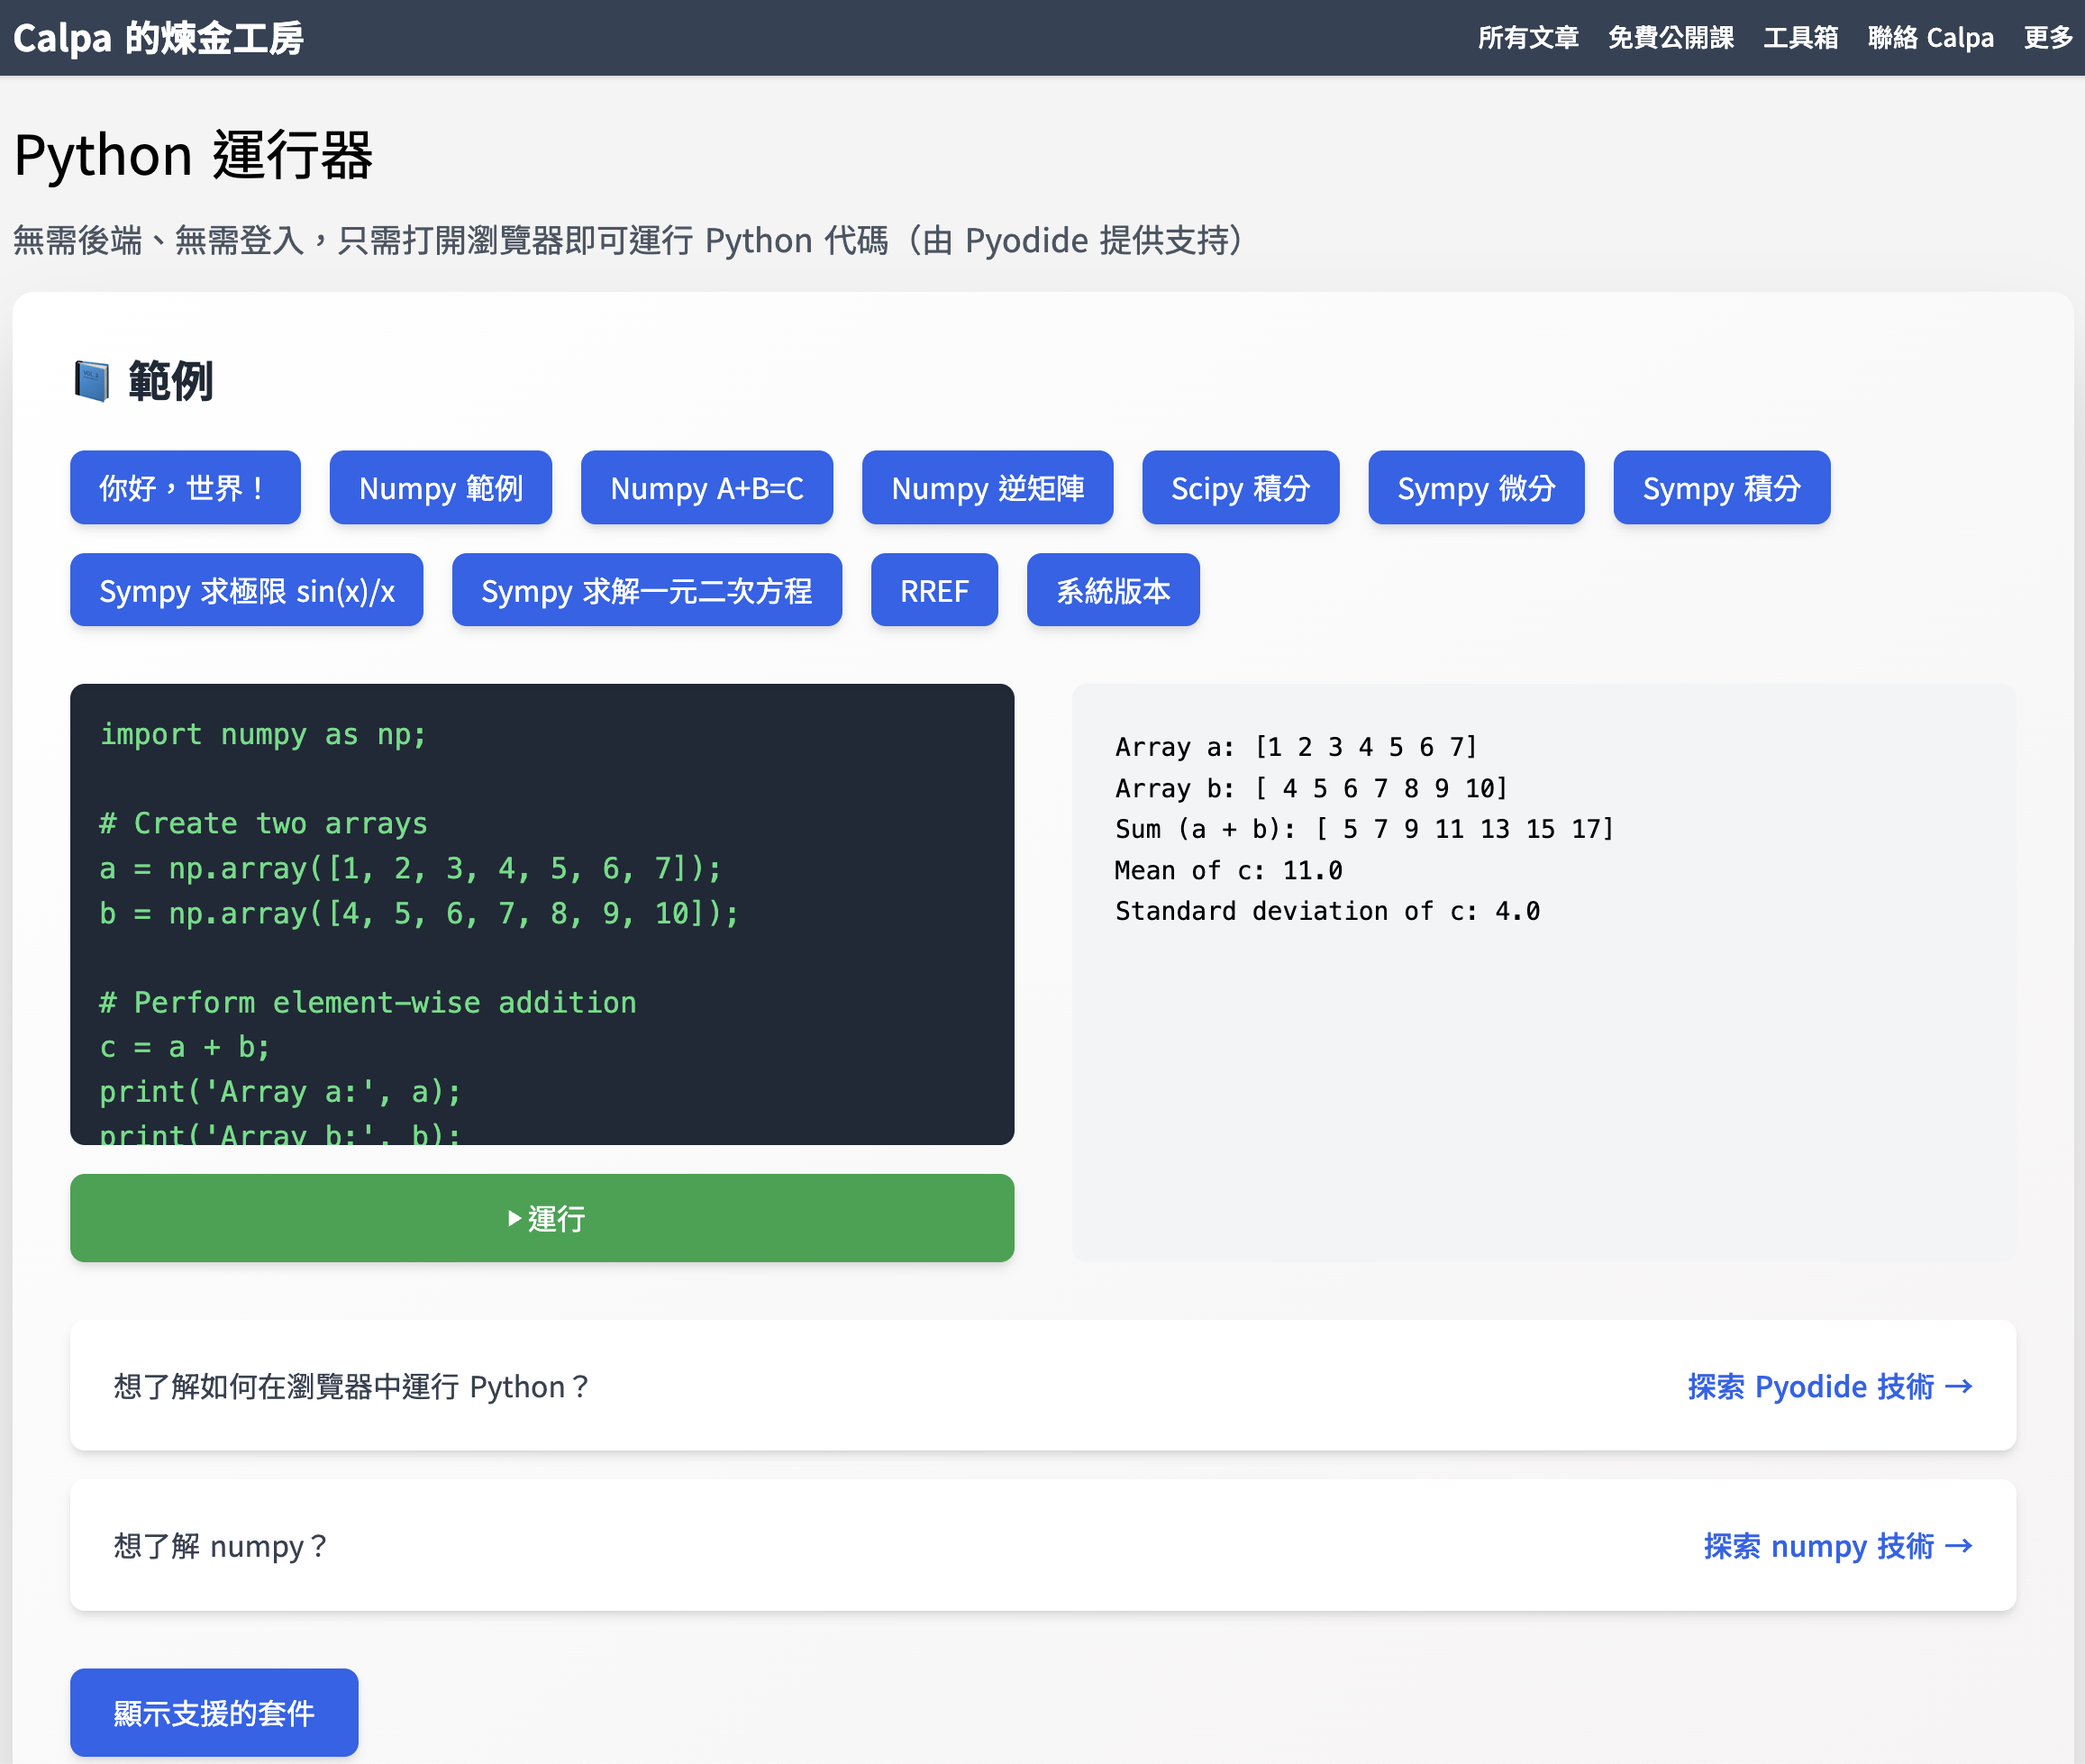 Calpa 的煉金工房
所有文章 免費公開課 工具箱 聯絡 Calpa 更多
Python 運行器
無需後端、無需登入，只需打開瀏覽器即可運行 Python 代碼（由 Pyodide 提供支持）
範例
你好，世界！ Numpy 範例 Numpy A+B=C Numpy 逆矩陣 Scipy 積分 Sympy 微分 Sympy 積分
Sympy 求極限 sin(x)/x Sympy 求解一元二次方程 RREF 系統版本
import numpy as np;
# Create two arrays
a = np.array([1, 2, 3, 4, 5, 6, 7]);
b = np.array([4, 5, 6, 7, 8, 9, 10]);
# Perform element-wise addition
c = a + b;
print('Array a:', a);
print('Array b:', b);
▶ 運行
Array a: [1 2 3 4 5 6 7]
Array b: [ 4 5 6 7 8 9 10]
Sum (a + b): [ 5 7 9 11 13 15 17]
Mean of c: 11.0
Standard deviation of c: 4.0
想了解如何在瀏覽器中運行 Python？ 探索 Pyodide 技術 →
想了解 numpy？ 探索 numpy 技術 →
顯示支援的套件